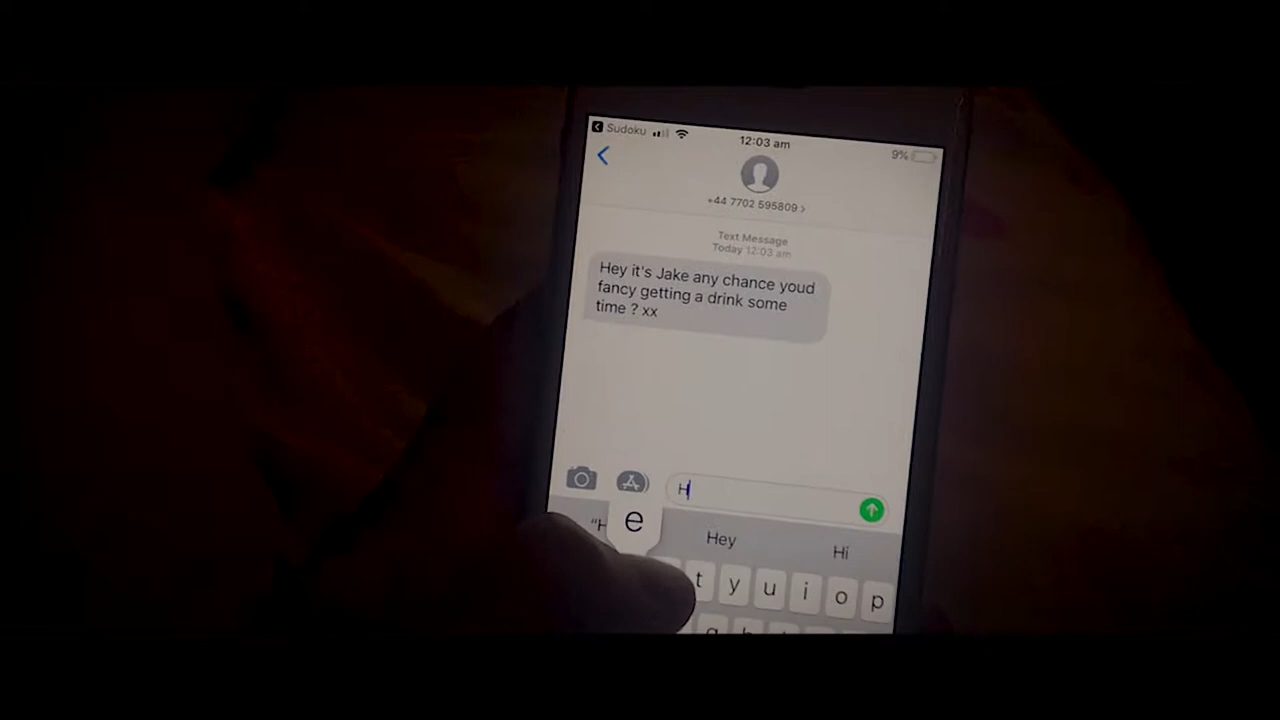 Sudoku
12:03 am
9%
+44 7702 595809 >
Text Message
Today 12:03 am
Hey it's Jake any chance youd
fancy getting a drink some
time ? xx
H
e
Hey
Hi
t y u i o p